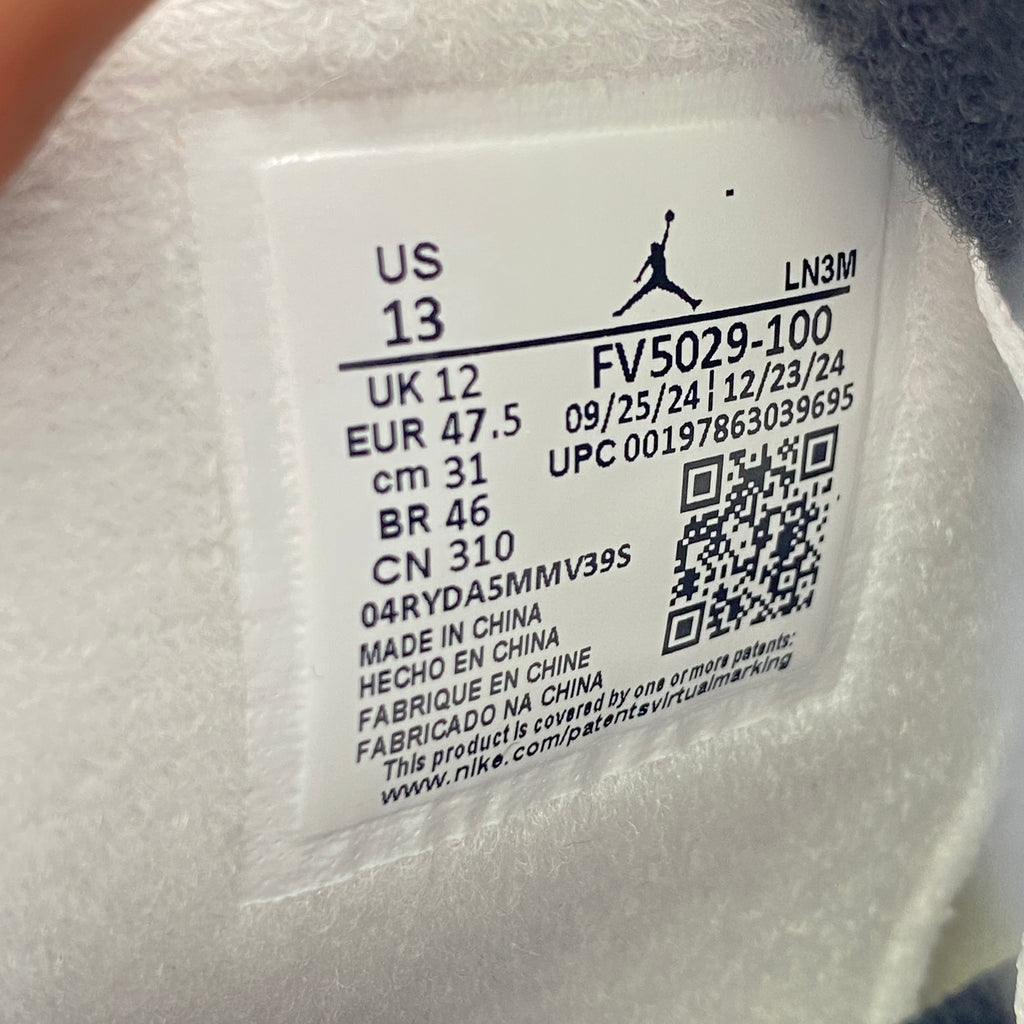 US
13
LN3M
UK 12
EUR 47.5
cm 31
BR 46
CN 310
FV5029-100
09/25/24 | 12/23/24
UPC 00197863039695
04RYDA5MMV39S
MADE IN CHINA
HECHO EN CHINA
FABRIQUE EN CHINE
FABRICADO NA CHINA
This product is covered by one or more patents:
www.nike.com/patentsvirtualmarking